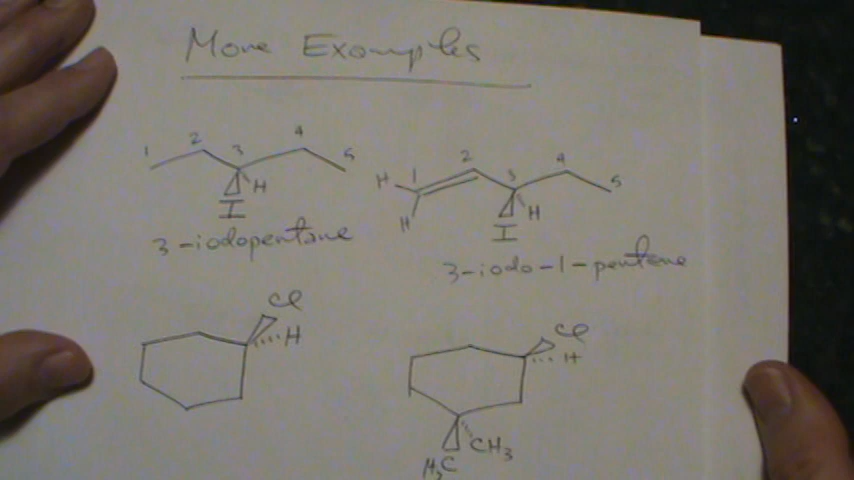 More Examples
1 2 3 4 5
H
I
3-iodopentane
H 1 2 3 4 5
H
H
I
3-iodo-1-pentene
Cl
H
Cl
H
CH3
H3C